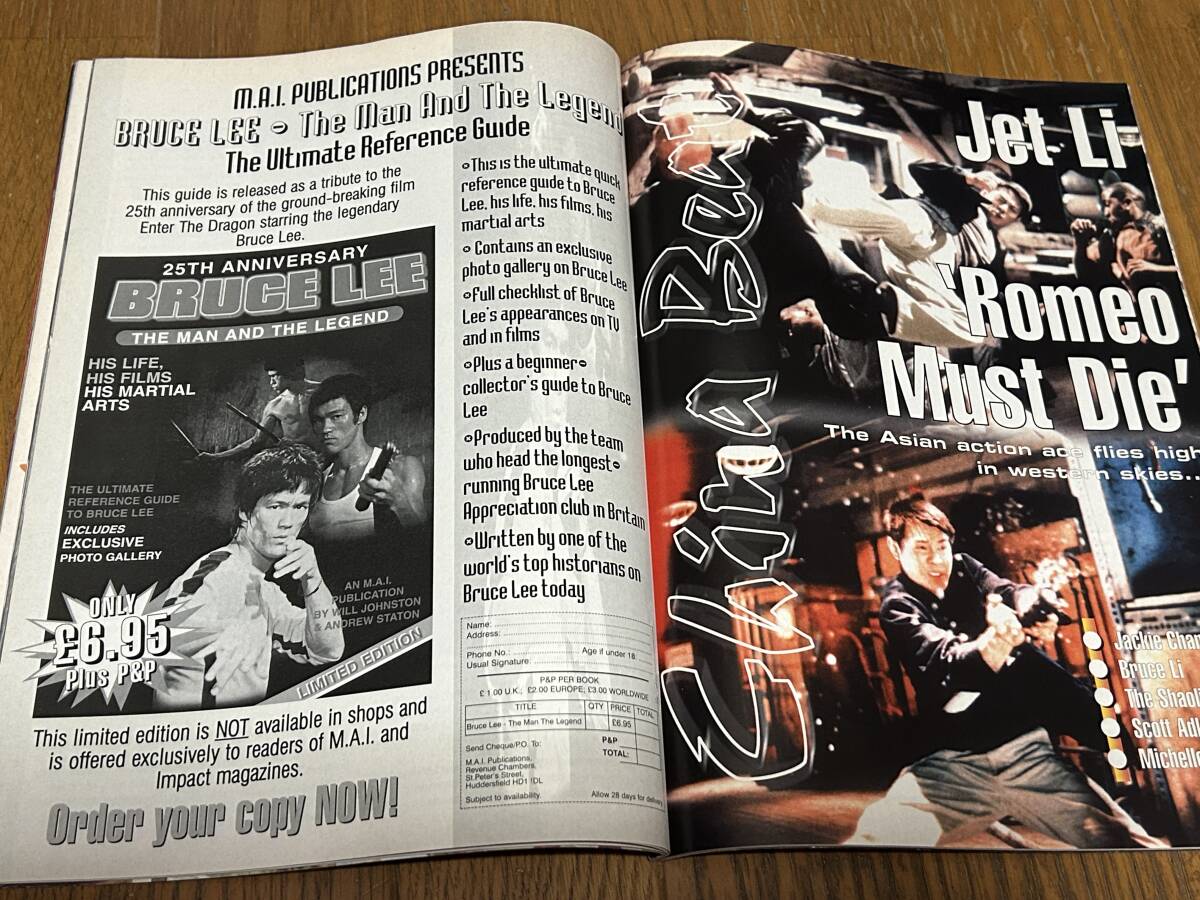 M.A.I. PUBLICATIONS PRESENTS
BRUCE LEE - The Man And The Legend
The Ultimate Reference Guide
This guide is released as a tribute to the
25th anniversary of the ground-breaking film
Enter The Dragon starring the legendary
Bruce Lee.
25TH ANNIVERSARY
BRUCE LEE
THE MAN AND THE LEGEND
HIS LIFE,
HIS FILMS
HIS MARTIAL
ARTS
THE ULTIMATE
REFERENCE GUIDE
TO BRUCE LEE
INCLUDES
EXCLUSIVE
PHOTO GALLERY
ONLY
£6.95
Plus P&P
AN M.A.I.
PUBLICATION
BY WILL JOHNSTON
& ANDREW STATON
LIMITED EDITION
This limited edition is NOT available in shops and
is offered exclusively to readers of M.A.I. and
Impact magazines.
Order your copy NOW!
•This is the ultimate quick
reference guide to Bruce
Lee, his life, his films, his
martial arts
• Contans an exclusive
photo gallery on Bruce Lee
•Full checklist of Bruce
Lee's appearances on TV
and in films
•Plus a beginner-
collector's guide to Bruce
Lee
•Produced by the team
who head the longest-
running Bruce Lee
Appreciation club in Britain
•Written by one of the
world's top historians on
Bruce Lee today
Name:
Address:
Phone No.: Age if under 18
Usual Signature:
P&P PER BOOK
£1.00 U.K.; £2.00 EUROPE; £3.00 WORLDWIDE
TITLE QTY PRICE TOTAL
Bruce Lee - The Man The Legend £6.95
Send Cheque/P.O. To: P&P
TOTAL:
M.A.I. Publications,
Revenue Chambers,
St.Peter's Street,
Huddersfield HD1 1DL
Subject to availability. Allow 28 days for delivery
China Beat
Jet Li
'Romeo
Must Die'
The Asian action ace flies high
in western skies...
Jackie Chan
Bruce Li
The Shado
Scott Adk
Michelle